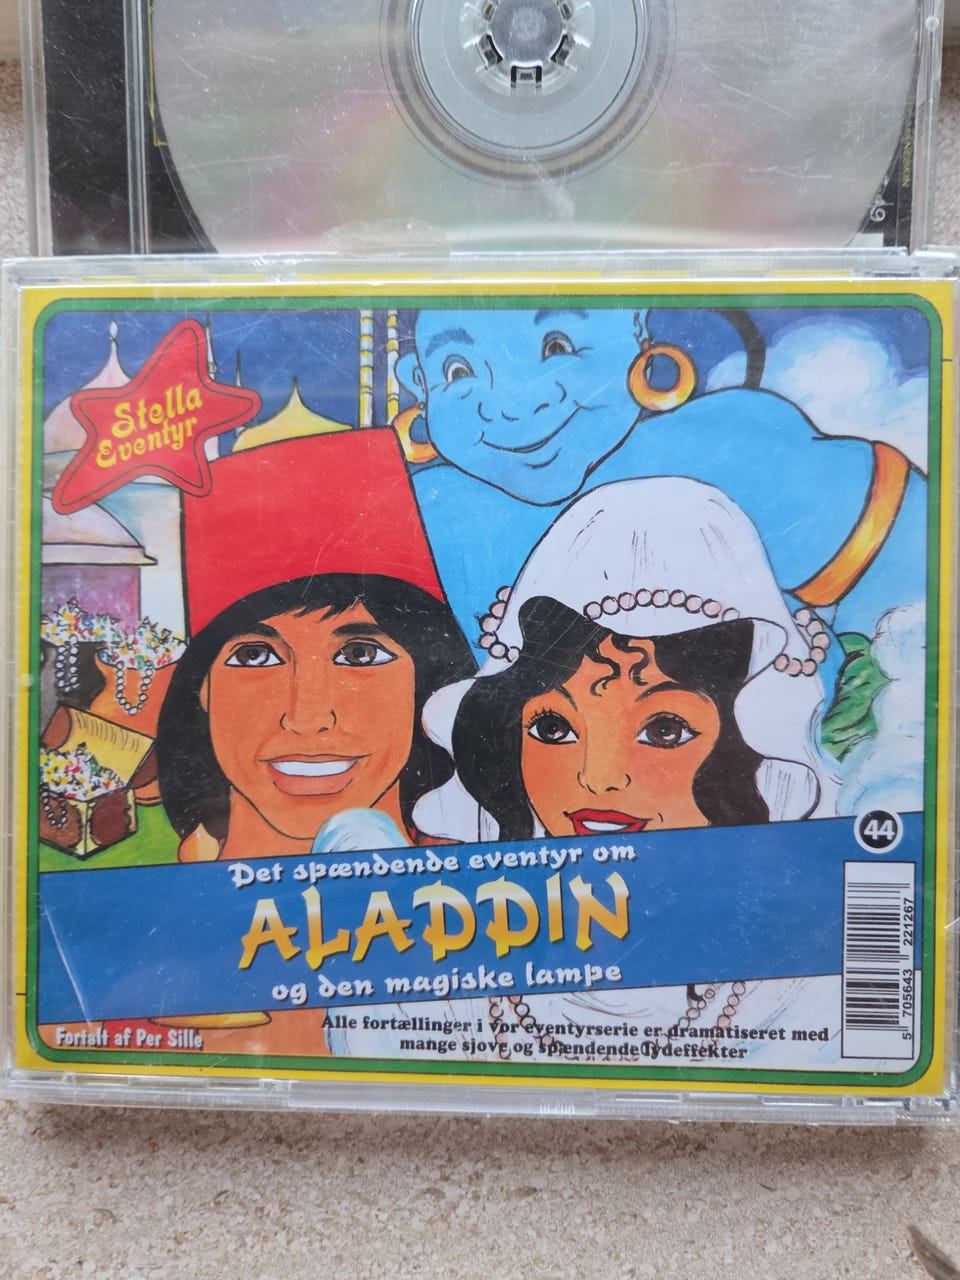 Stella
Eventyr
44
Det spændende eventyr om
ALADDIN
og den magiske lampe
Fortalt af Per Sille
Alle fortællinger i vor eventyrserie er dramatiseret med
mange sjove og spændende lydeffekter
5 705643 221267